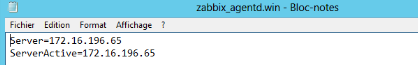 zabbix_agentd.win - Bloc-notes
Fichier Edition Format Affichage ?
Server=172.16.196.65
ServerActive=172.16.196.65